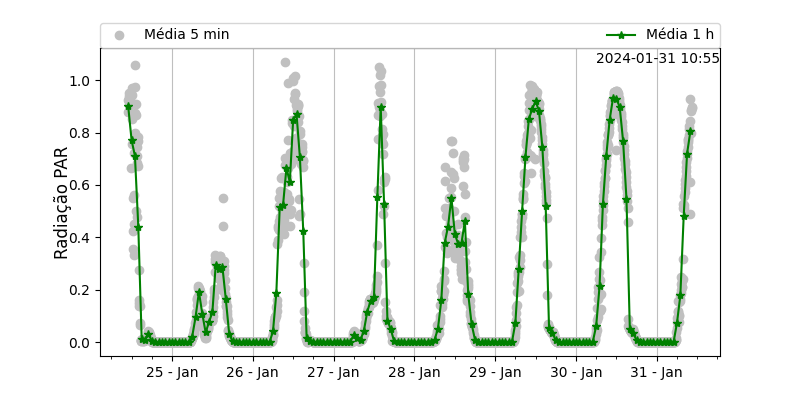 Média 5 min
Média 1 h
2024-01-31 10:55
Radiação PAR
1.0
0.8
0.6
0.4
0.2
0.0
25 - Jan
26 - Jan
27 - Jan
28 - Jan
29 - Jan
30 - Jan
31 - Jan